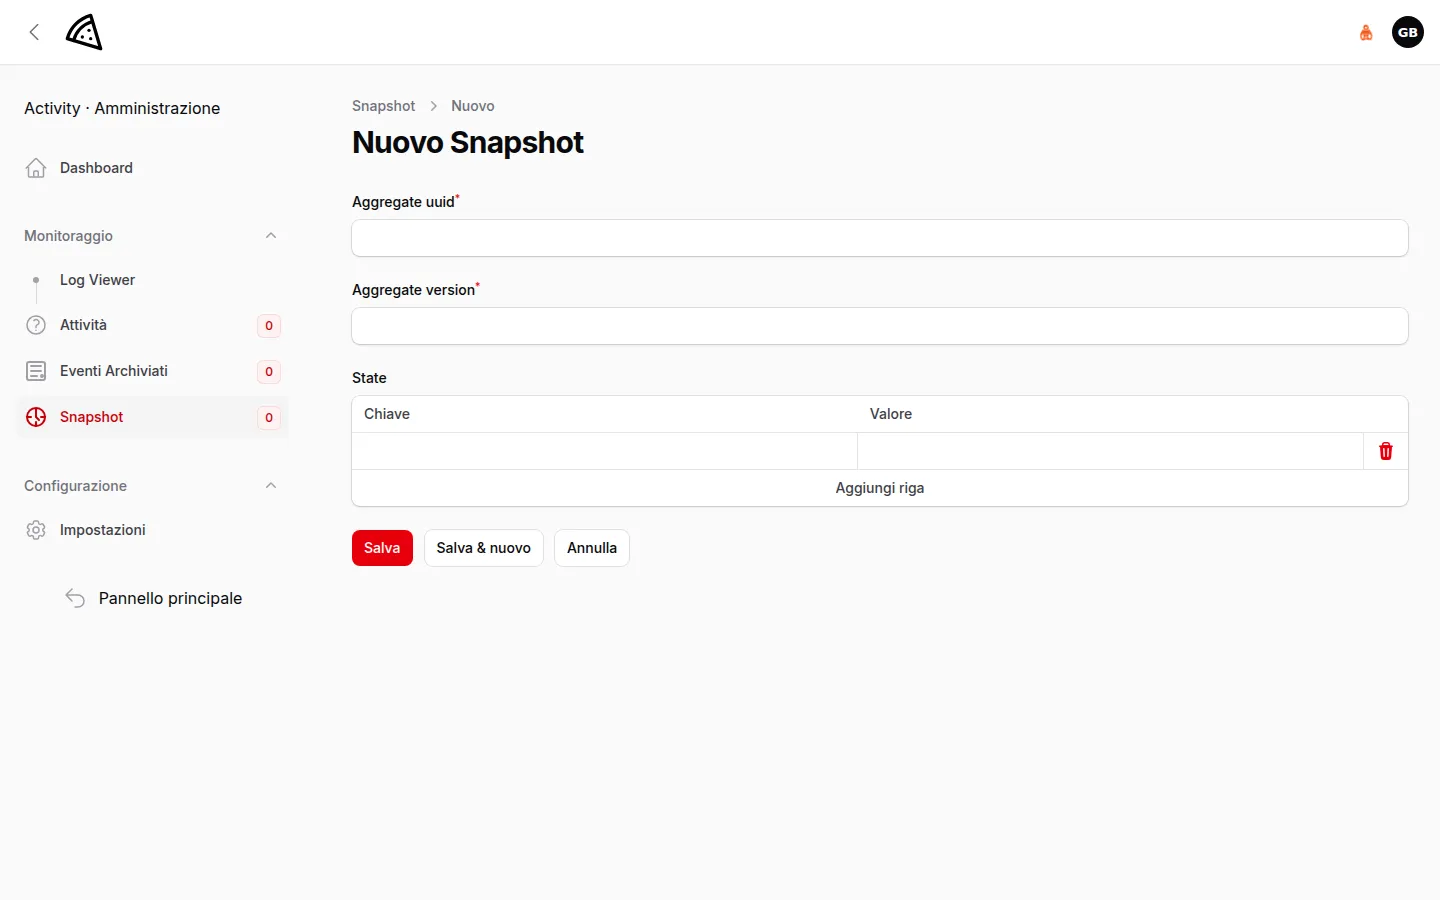 GB
Activity · Amministrazione
Dashboard
Monitoraggio
Log Viewer
Attività 0
Eventi Archiviati 0
Snapshot 0
Configurazione
Impostazioni
Pannello principale
Snapshot > Nuovo
Nuovo Snapshot
Aggregate uuid*
Aggregate version*
State
Chiave Valore
Aggiungi riga
Salva Salva & nuovo Annulla